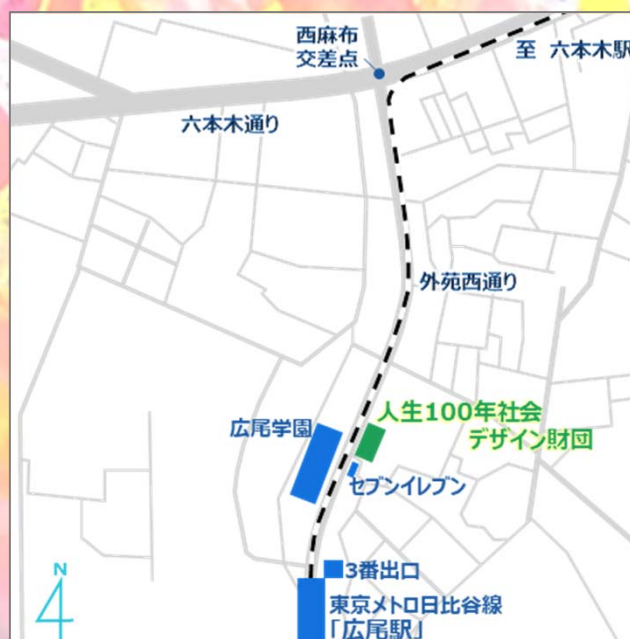 西麻布
交差点
至 六本木駅
六本木通り
外苑西通り
人生100年社会
デザイン財団
広尾学園
セブンイレブン
N
3番出口
東京メトロ日比谷線
「広尾駅」